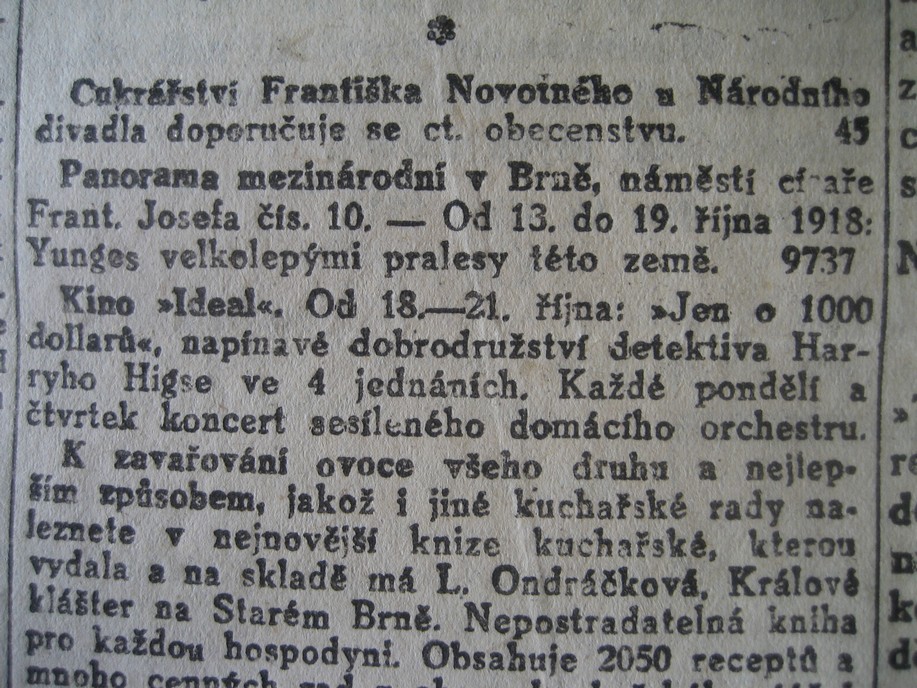 Cukrářství Františka Novotného u Národního
divadla doporučuje se ct. obecenstvu. 45
Panorama mezinárodní v Brně, náměstí císaře
Frant. Josefa čís. 10. — Od 13. do 19. října 1918:
Yunges velkolepými pralesy této země. 9737
Kino »Ideal«. Od 18.—21. října: »Jen o 1000
dollarů«, napínavé dobrodružství detektiva Har-
ryho Higse ve 4 jednáních. Každé pondělí a
čtvrtek koncert sesíleného domácího orchestru.
K zavařování ovoce všeho druhu a nejlep-
ším způsobem, jakož i jiné kuchařské rady na-
leznete v nejnovější knize kuchařské, kterou
vydala a na skladě má L. Ondráčková, Králové
klášter na Starém Brně. Nepostradatelná kniha
pro každou hospodyni. Obsahuje 2050 receptů a
mnoho cenných rad